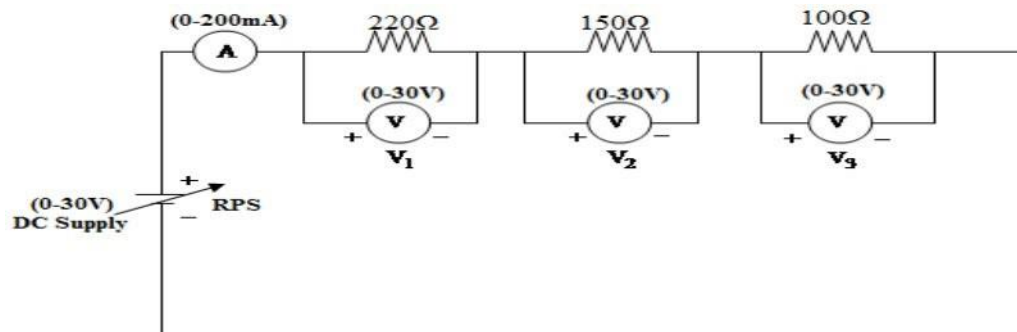 (0-200mA)
220Ω
150Ω
100Ω
A
(0-30V)
(0-30V)
(0-30V)
+ V −
+ V −
+ V −
V1
V2
V3
+
(0-30V)
RPS
−
DC Supply